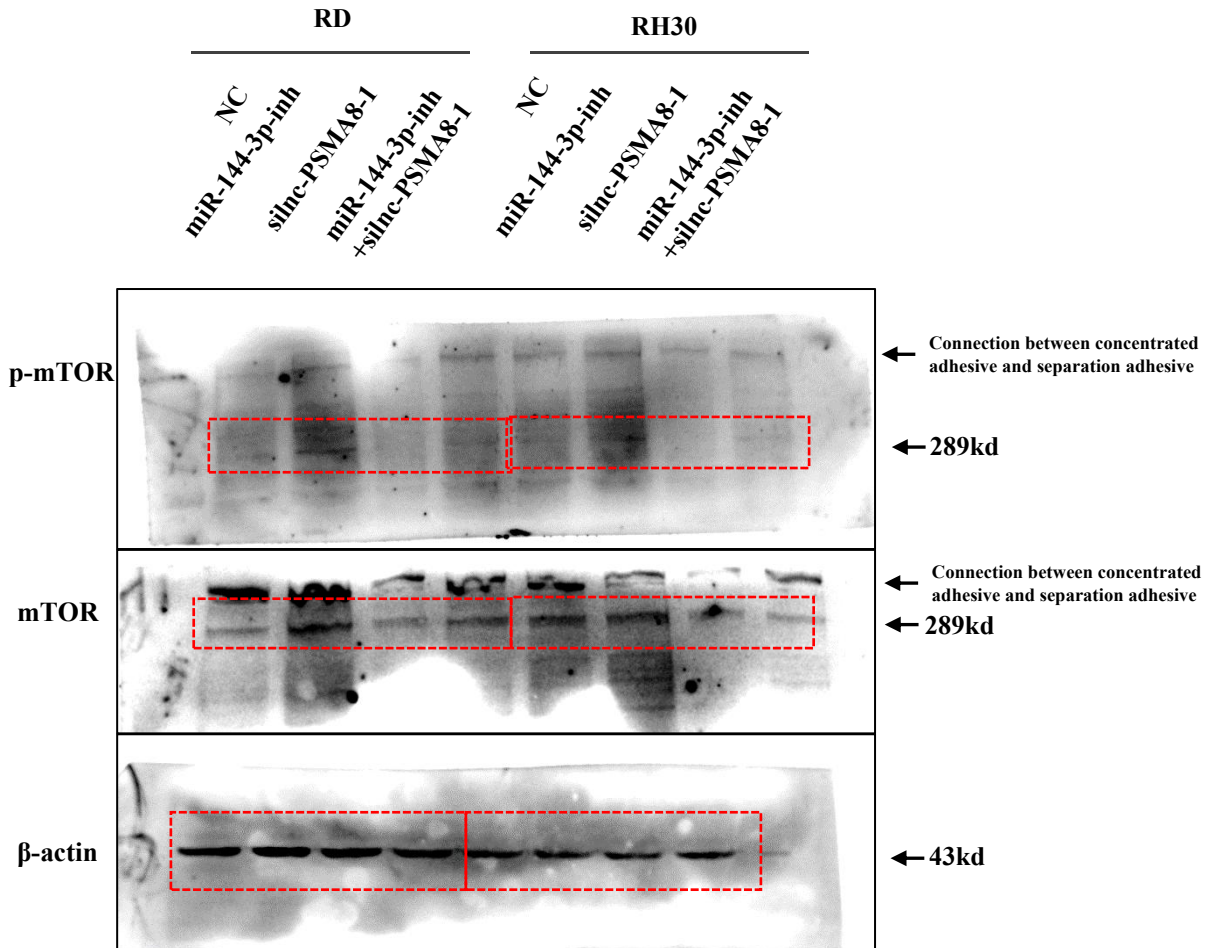 RD
RH30
NC
miR-144-3p-inh
silnc-PSMA8-1
miR-144-3p-inh
+silnc-PSMA8-1
NC
miR-144-3p-inh
silnc-PSMA8-1
miR-144-3p-inh
+silnc-PSMA8-1
p-mTOR
Connection between concentrated
adhesive and separation adhesive
289kd
mTOR
Connection between concentrated
adhesive and separation adhesive
289kd
β-actin
43kd